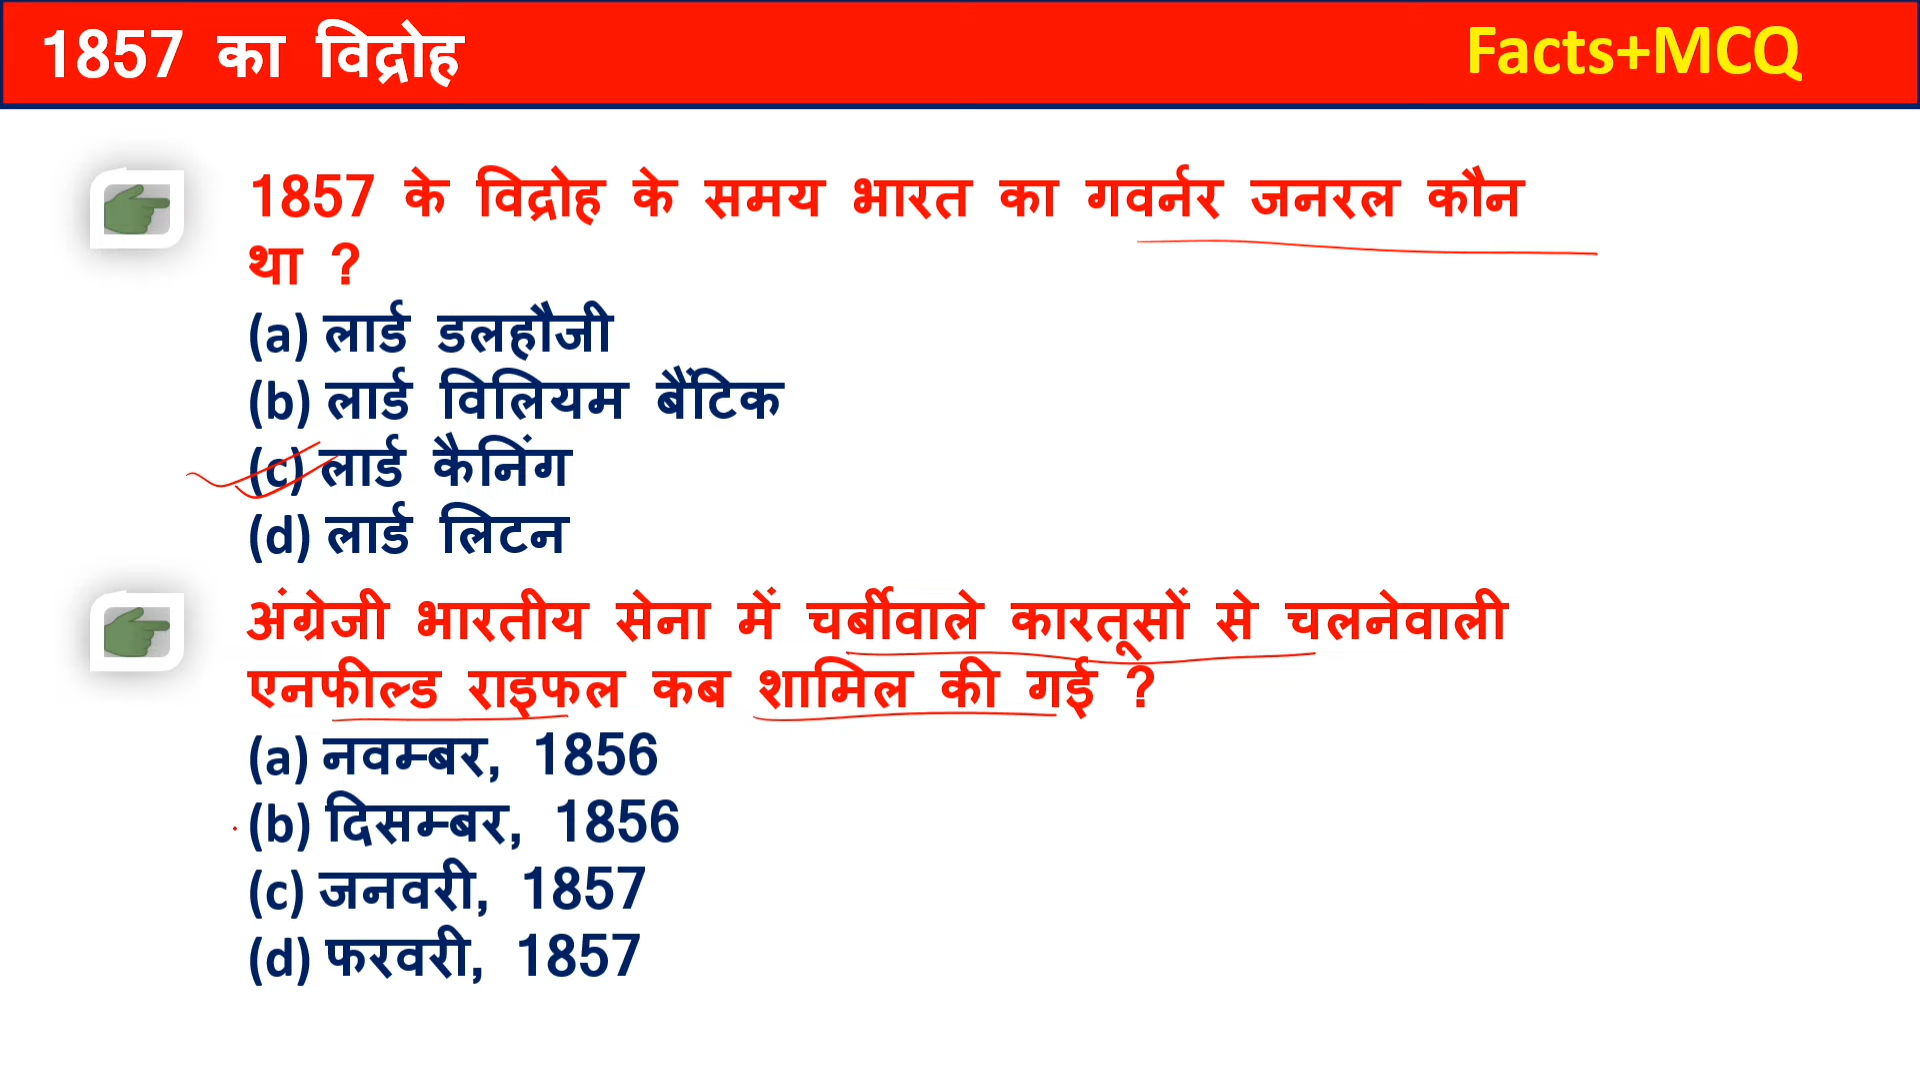 1857 का विद्रोह
Facts+MCQ
1857 के विद्रोह के समय भारत का गवर्नर जनरल कौन
था ?
(a) लार्ड डलहौजी
(b) लार्ड विलियम बैंटिक
(c) लार्ड कैनिंग
(d) लार्ड लिटन
अंग्रेजी भारतीय सेना में चर्बीवाले कारतूसों से चलनेवाली
एनफील्ड राइफल कब शामिल की गई ?
(a) नवम्बर, 1856
(b) दिसम्बर, 1856
(c) जनवरी, 1857
(d) फरवरी, 1857